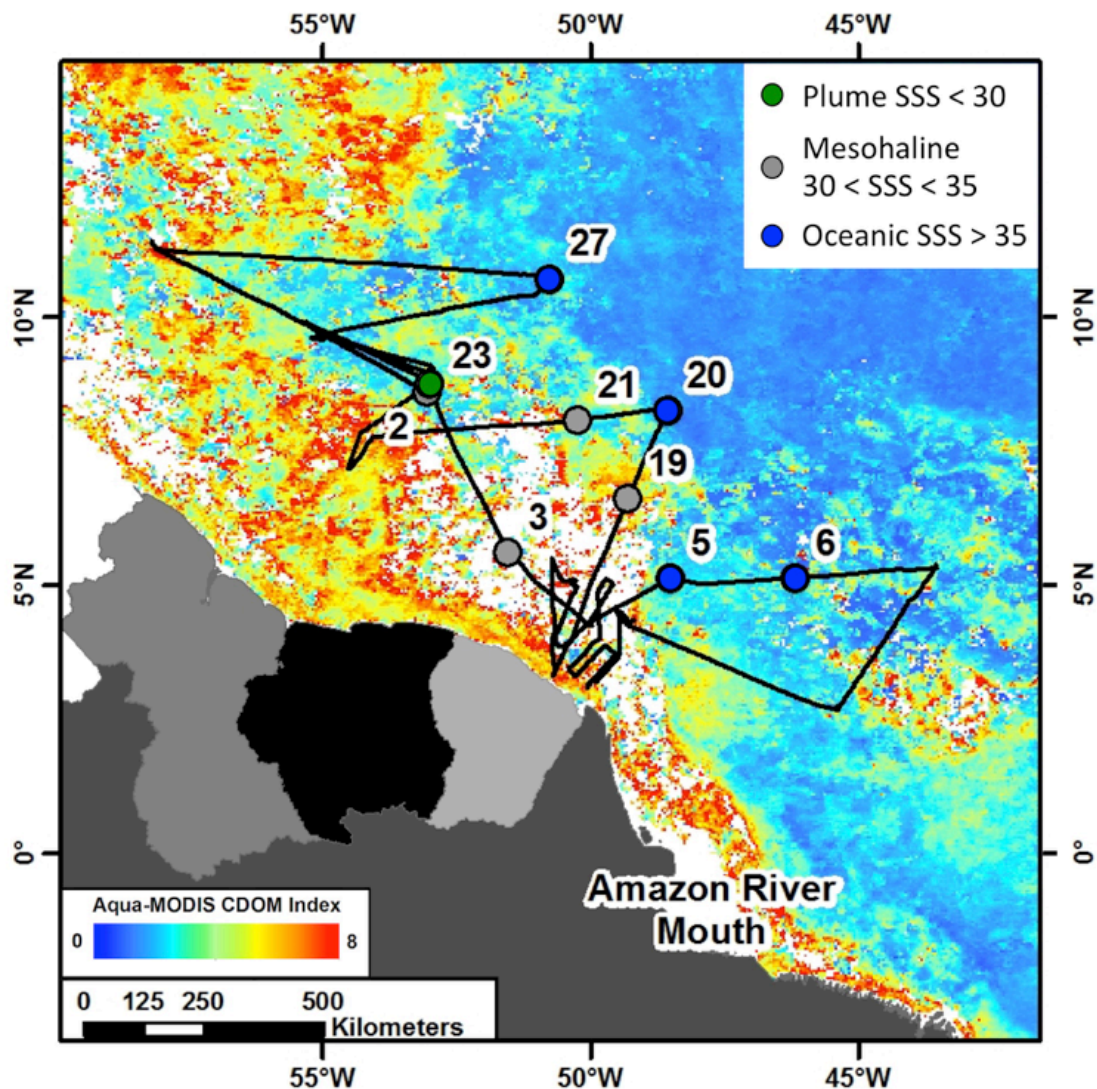 55°W 50°W 45°W
Plume SSS < 30
Mesohaline
30 < SSS < 35
Oceanic SSS > 35
27
10°N 10°N
23
21
20
2
19
3
5
6
5°N 5°N
0° 0°
Amazon River
Mouth
Aqua-MODIS CDOM Index
0 8
0 125 250 500
Kilometers
55°W 50°W 45°W